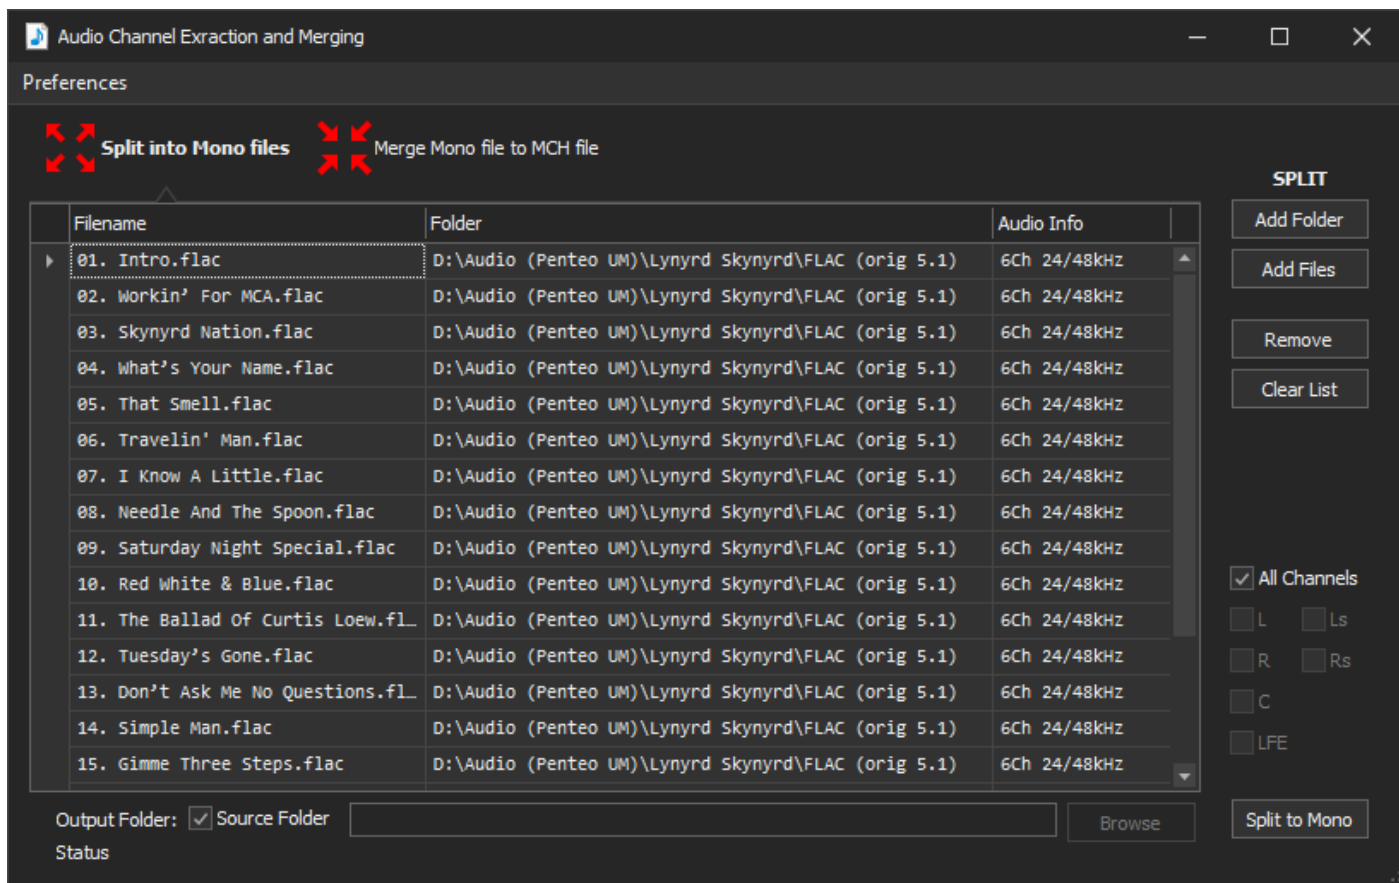 Audio Channel Exraction and Merging
Preferences
Split into Mono files Merge Mono file to MCH file
SPLIT
Filename Folder Audio Info Add Folder
01. Intro.flac D:\Audio (Penteo UM)\Lynyrd Skynyrd\FLAC (orig 5.1) 6Ch 24/48kHz
Add Files
02. Workin’ For MCA.flac D:\Audio (Penteo UM)\Lynyrd Skynyrd\FLAC (orig 5.1) 6Ch 24/48kHz
03. Skynyrd Nation.flac D:\Audio (Penteo UM)\Lynyrd Skynyrd\FLAC (orig 5.1) 6Ch 24/48kHz
Remove
04. What’s Your Name.flac D:\Audio (Penteo UM)\Lynyrd Skynyrd\FLAC (orig 5.1) 6Ch 24/48kHz
Clear List
05. That Smell.flac D:\Audio (Penteo UM)\Lynyrd Skynyrd\FLAC (orig 5.1) 6Ch 24/48kHz
06. Travelin' Man.flac D:\Audio (Penteo UM)\Lynyrd Skynyrd\FLAC (orig 5.1) 6Ch 24/48kHz
07. I Know A Little.flac D:\Audio (Penteo UM)\Lynyrd Skynyrd\FLAC (orig 5.1) 6Ch 24/48kHz
08. Needle And The Spoon.flac D:\Audio (Penteo UM)\Lynyrd Skynyrd\FLAC (orig 5.1) 6Ch 24/48kHz
09. Saturday Night Special.flac D:\Audio (Penteo UM)\Lynyrd Skynyrd\FLAC (orig 5.1) 6Ch 24/48kHz
10. Red White & Blue.flac D:\Audio (Penteo UM)\Lynyrd Skynyrd\FLAC (orig 5.1) 6Ch 24/48kHz All Channels
11. The Ballad Of Curtis Loew.fl… D:\Audio (Penteo UM)\Lynyrd Skynyrd\FLAC (orig 5.1) 6Ch 24/48kHz L Ls
12. Tuesday’s Gone.flac D:\Audio (Penteo UM)\Lynyrd Skynyrd\FLAC (orig 5.1) 6Ch 24/48kHz R Rs
13. Don’t Ask Me No Questions.fl… D:\Audio (Penteo UM)\Lynyrd Skynyrd\FLAC (orig 5.1) 6Ch 24/48kHz C
14. Simple Man.flac D:\Audio (Penteo UM)\Lynyrd Skynyrd\FLAC (orig 5.1) 6Ch 24/48kHz LFE
15. Gimme Three Steps.flac D:\Audio (Penteo UM)\Lynyrd Skynyrd\FLAC (orig 5.1) 6Ch 24/48kHz
Output Folder: Source Folder Browse Split to Mono
Status